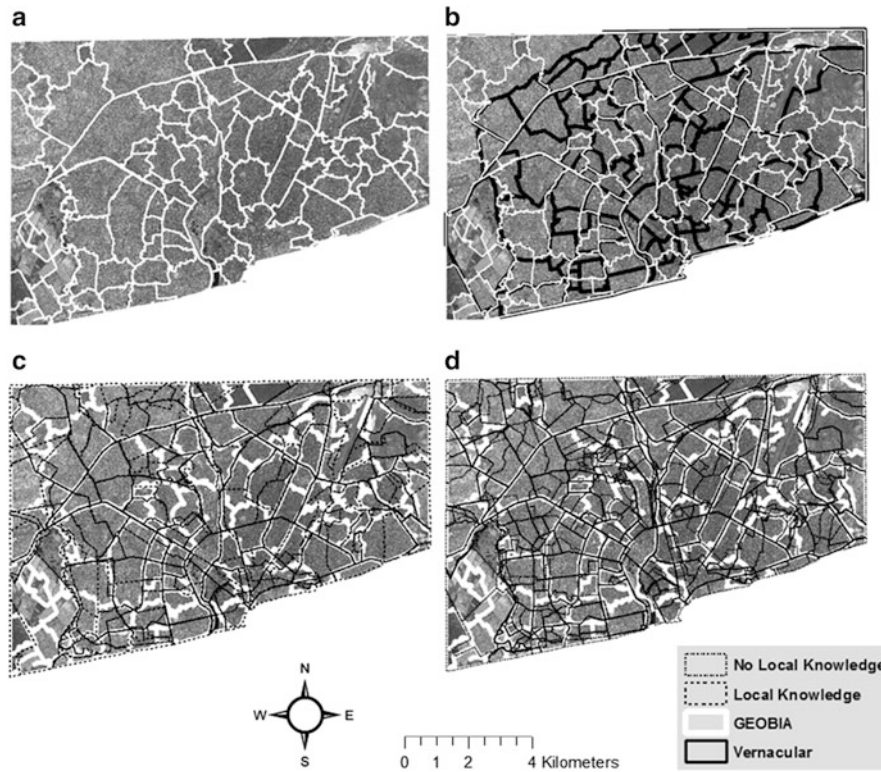 a
b
c
d
N
W E
S
0 1 2 4 Kilometers
No Local Knowledge
Local Knowledge
GEOBIA
Vernacular